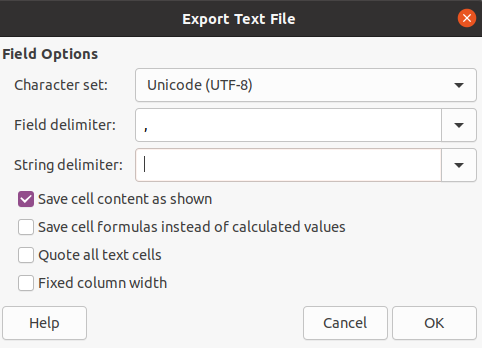 Export Text File
Field Options
Character set: Unicode (UTF-8)
Field delimiter: ,
String delimiter:
Save cell content as shown
Save cell formulas instead of calculated values
Quote all text cells
Fixed column width
Help Cancel OK